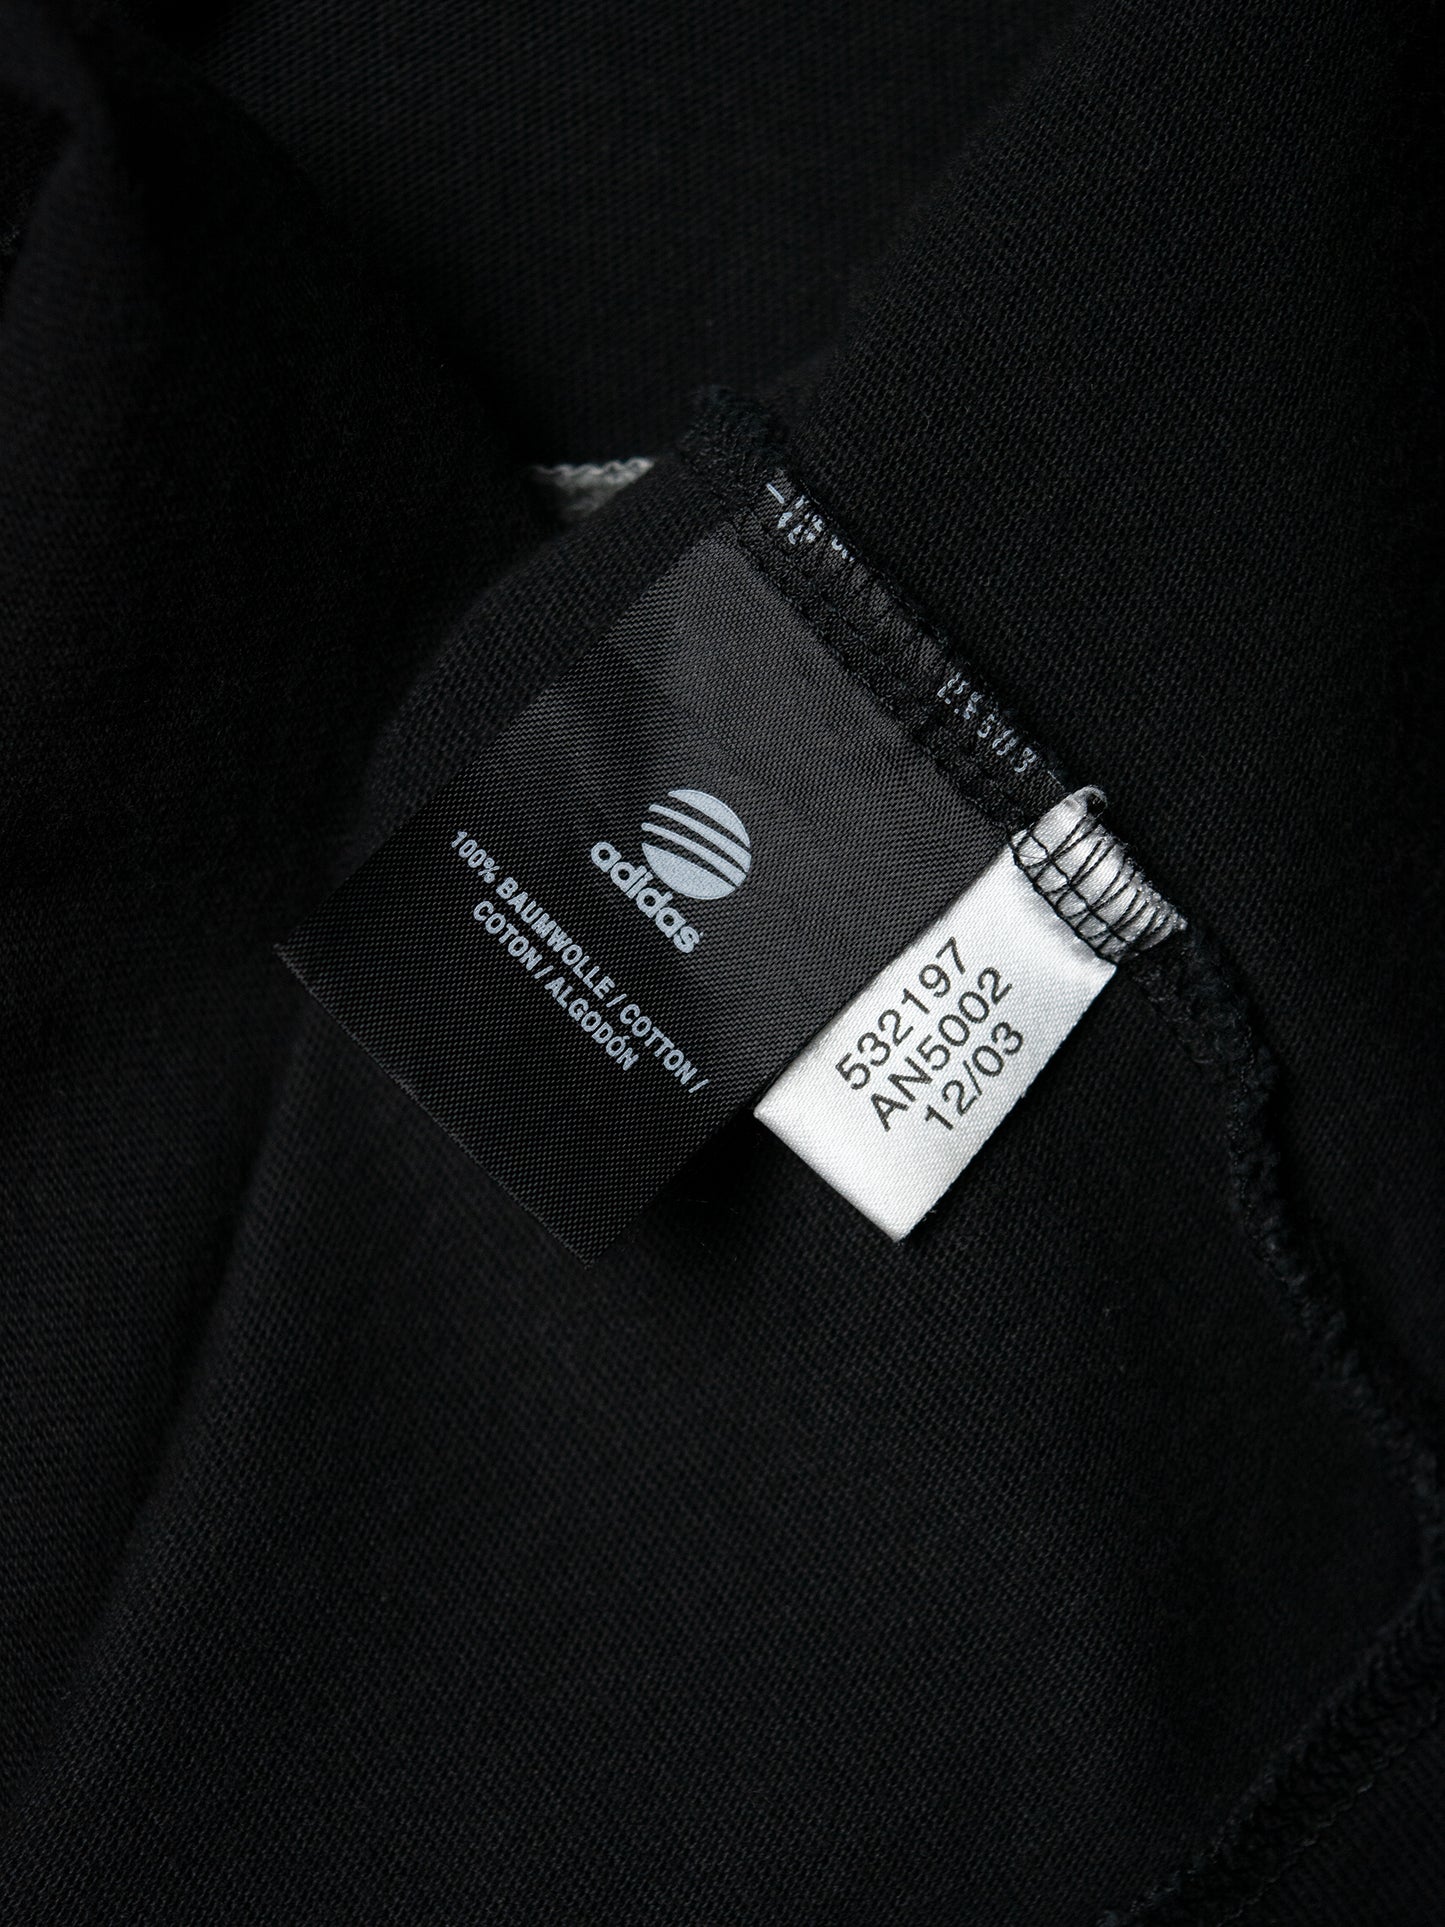 adidas
100% BAUMWOLLE / COTTON /
COTON / ALGODÓN
532197
AN5002
12/03